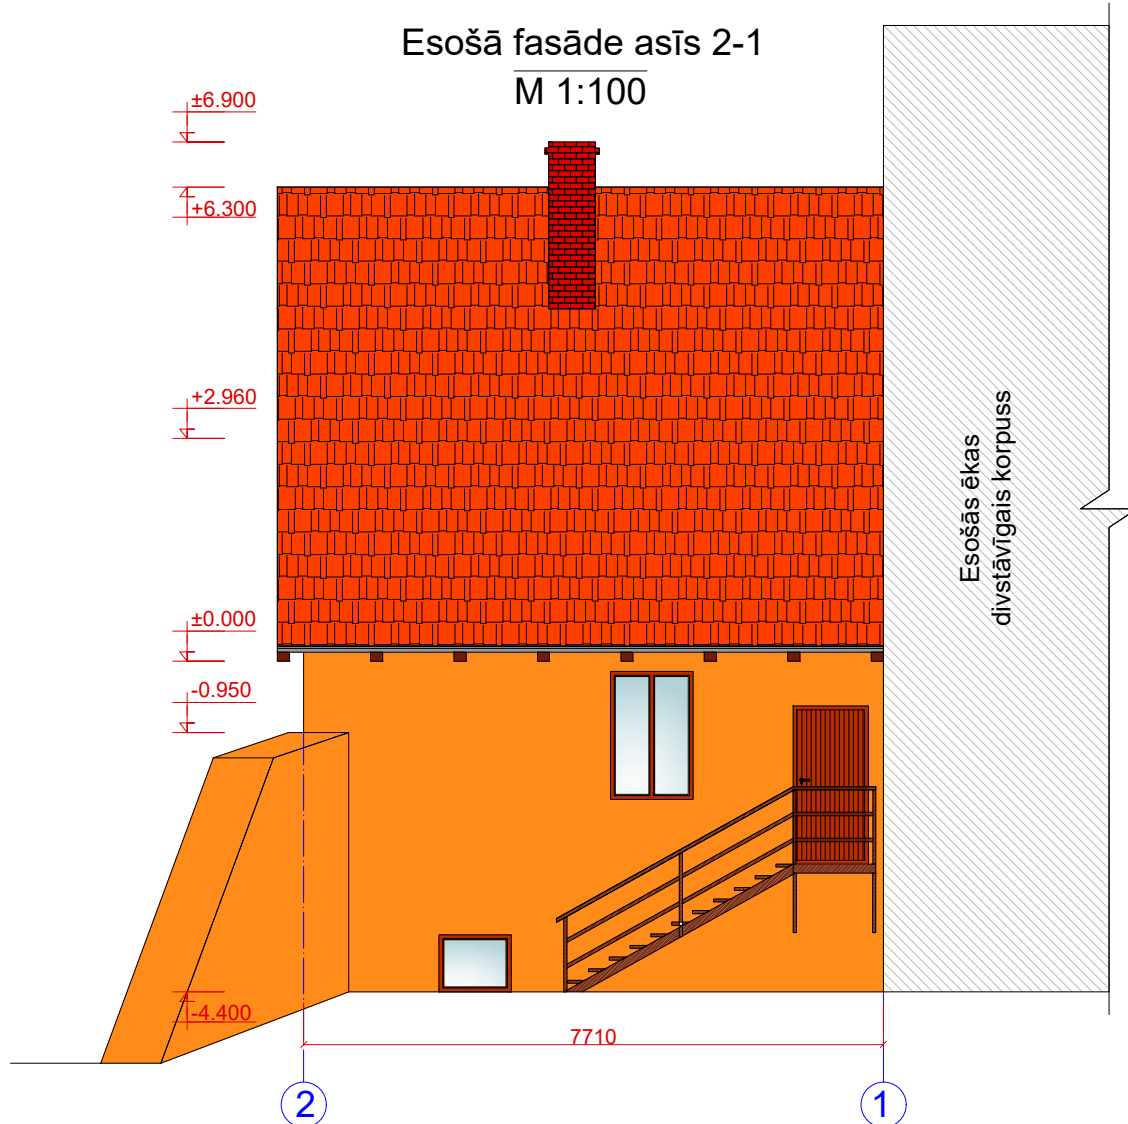 Esošā fasāde asīs 2-1
M 1:100
±6.900
+6.300
+2.960
±0.000
-0.950
-4.400
Esošās ēkas
divstāvīgais korpuss
7710
2
1